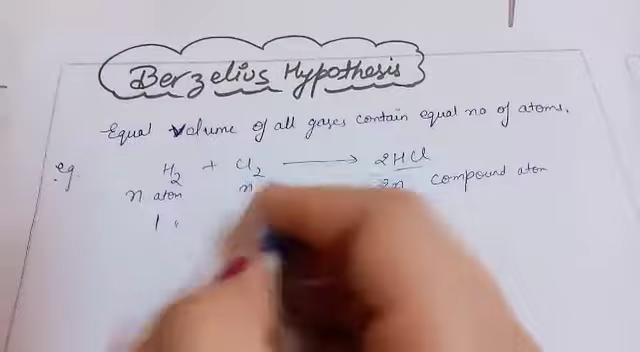 Berzelius Hypothesis
Equal Volume of all gases contain equal no of atoms.
eg. H2 + Cl2 → 2HCl
n atom n 2n compound atom
1